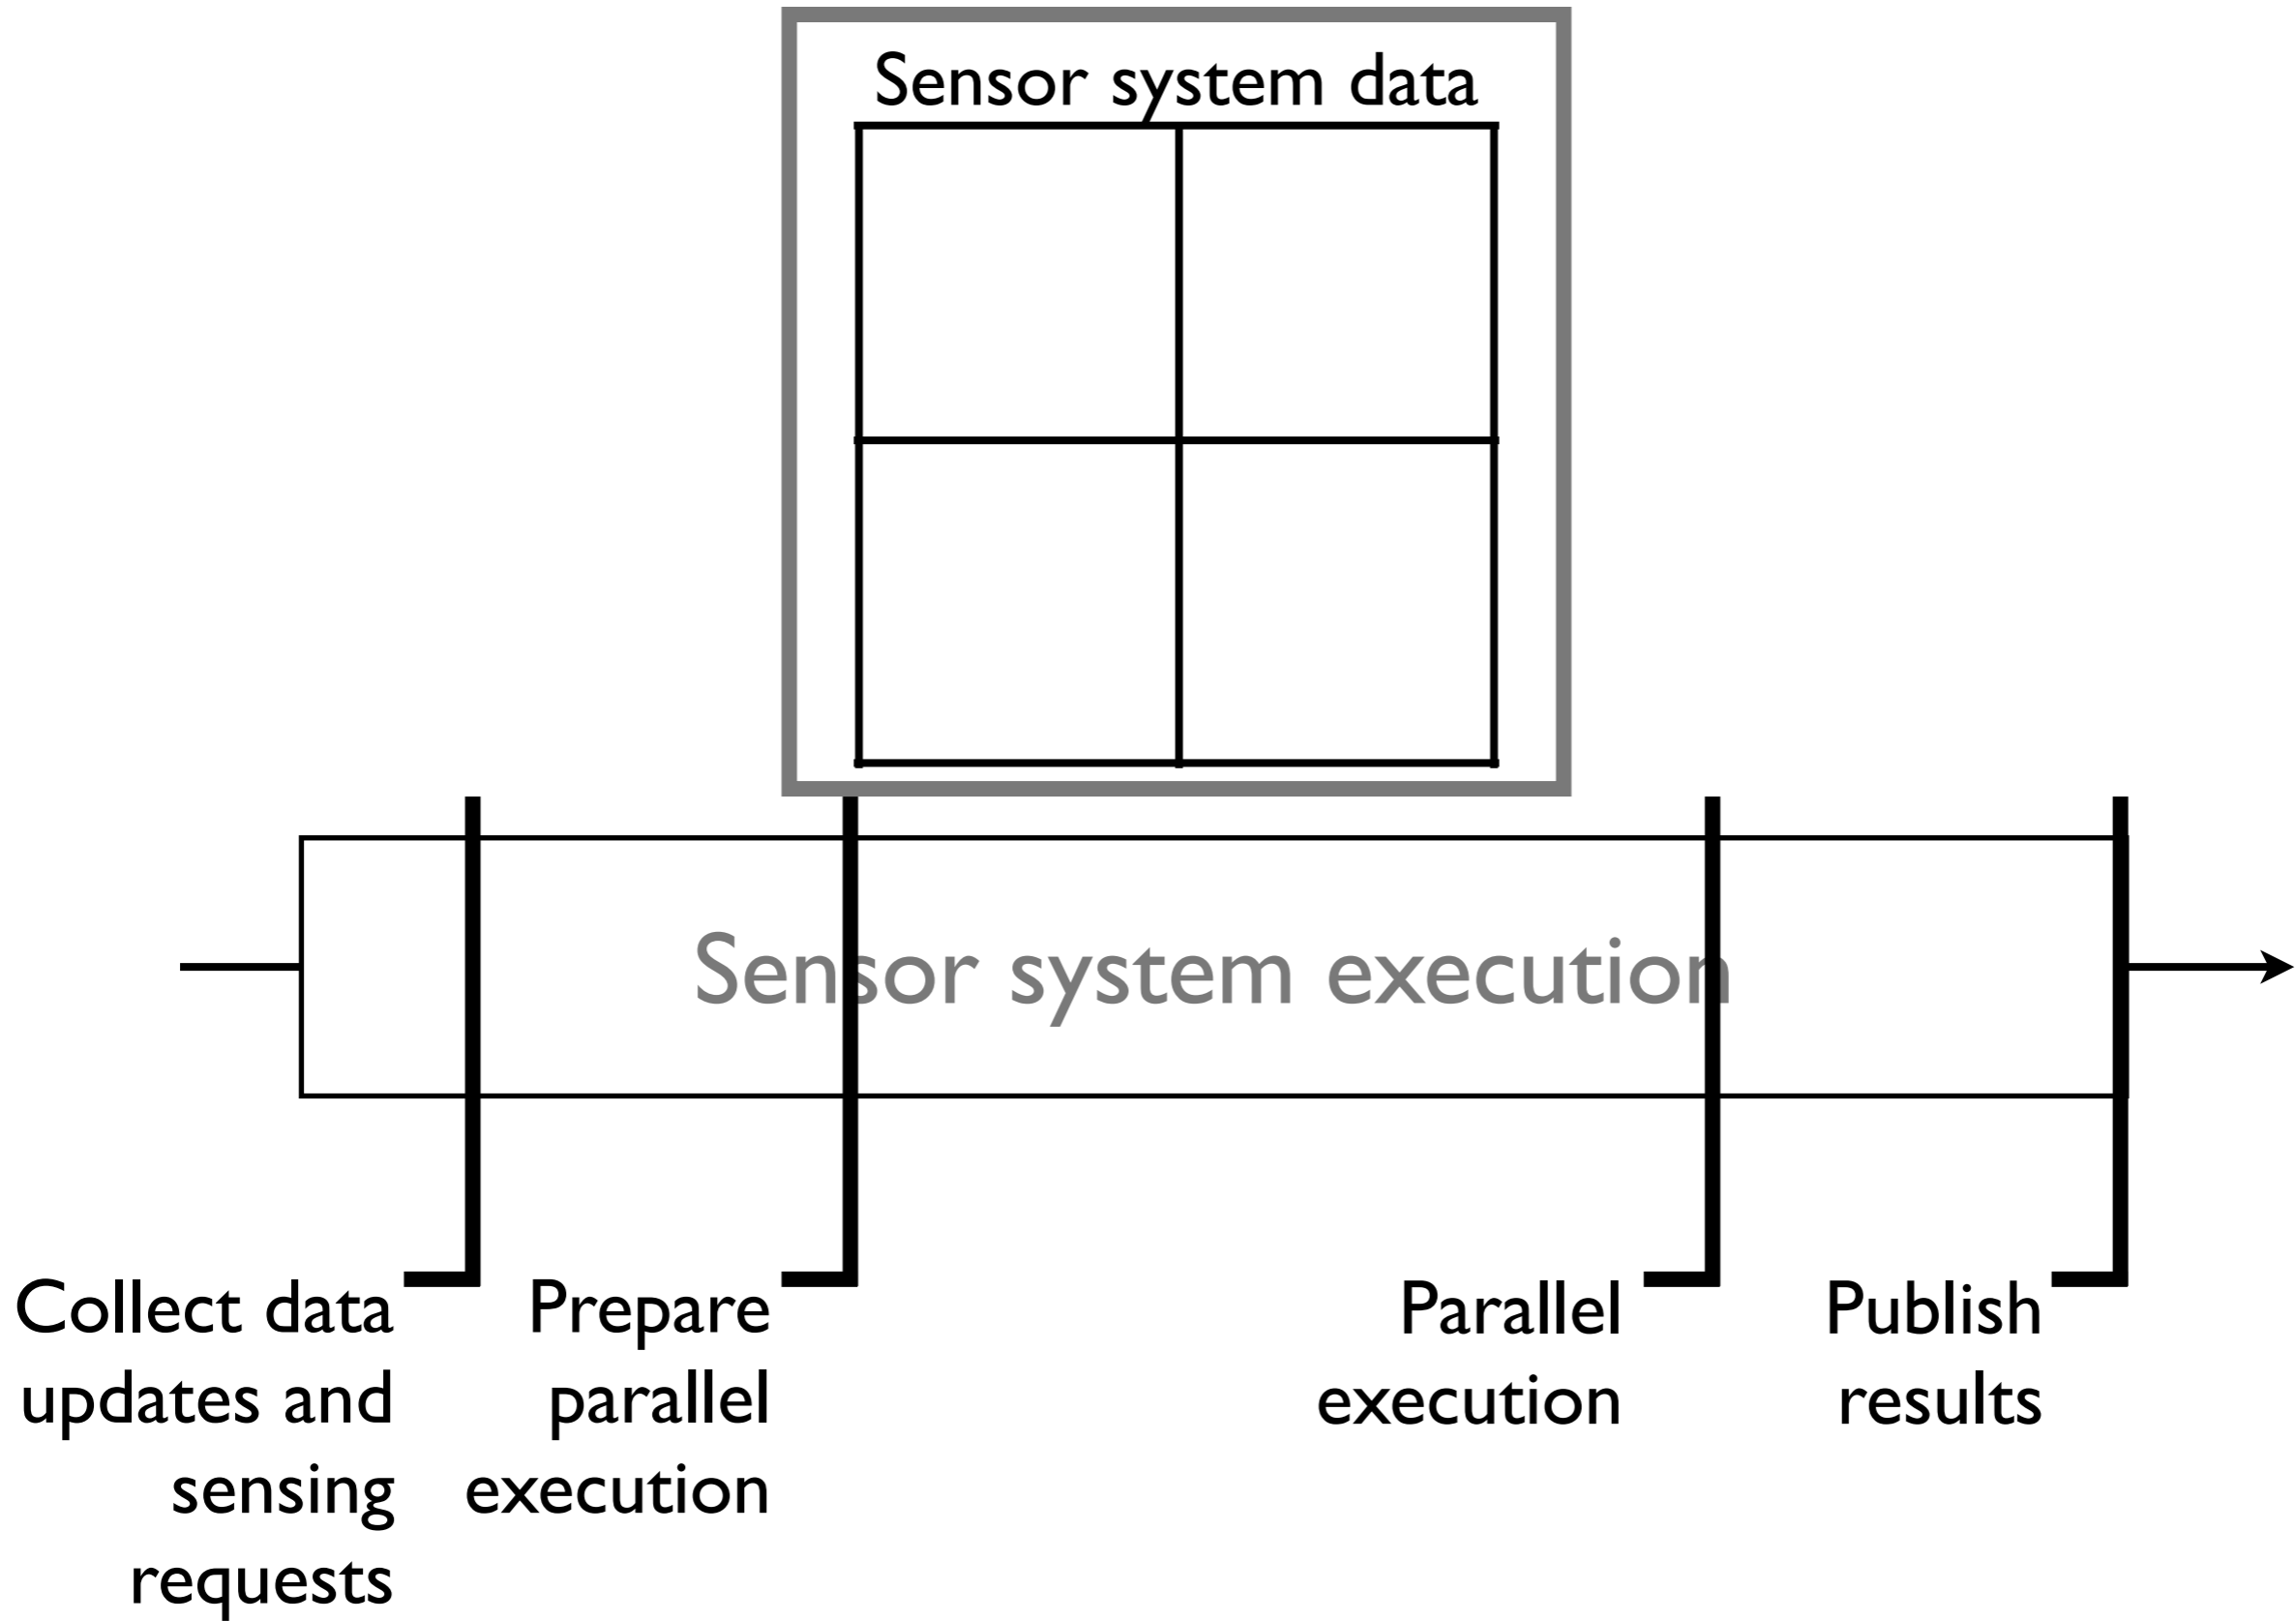 Sensor system data
Sensor system execution
Collect data
updates and
sensing
requests
Prepare
parallel
execution
Parallel
execution
Publish
results